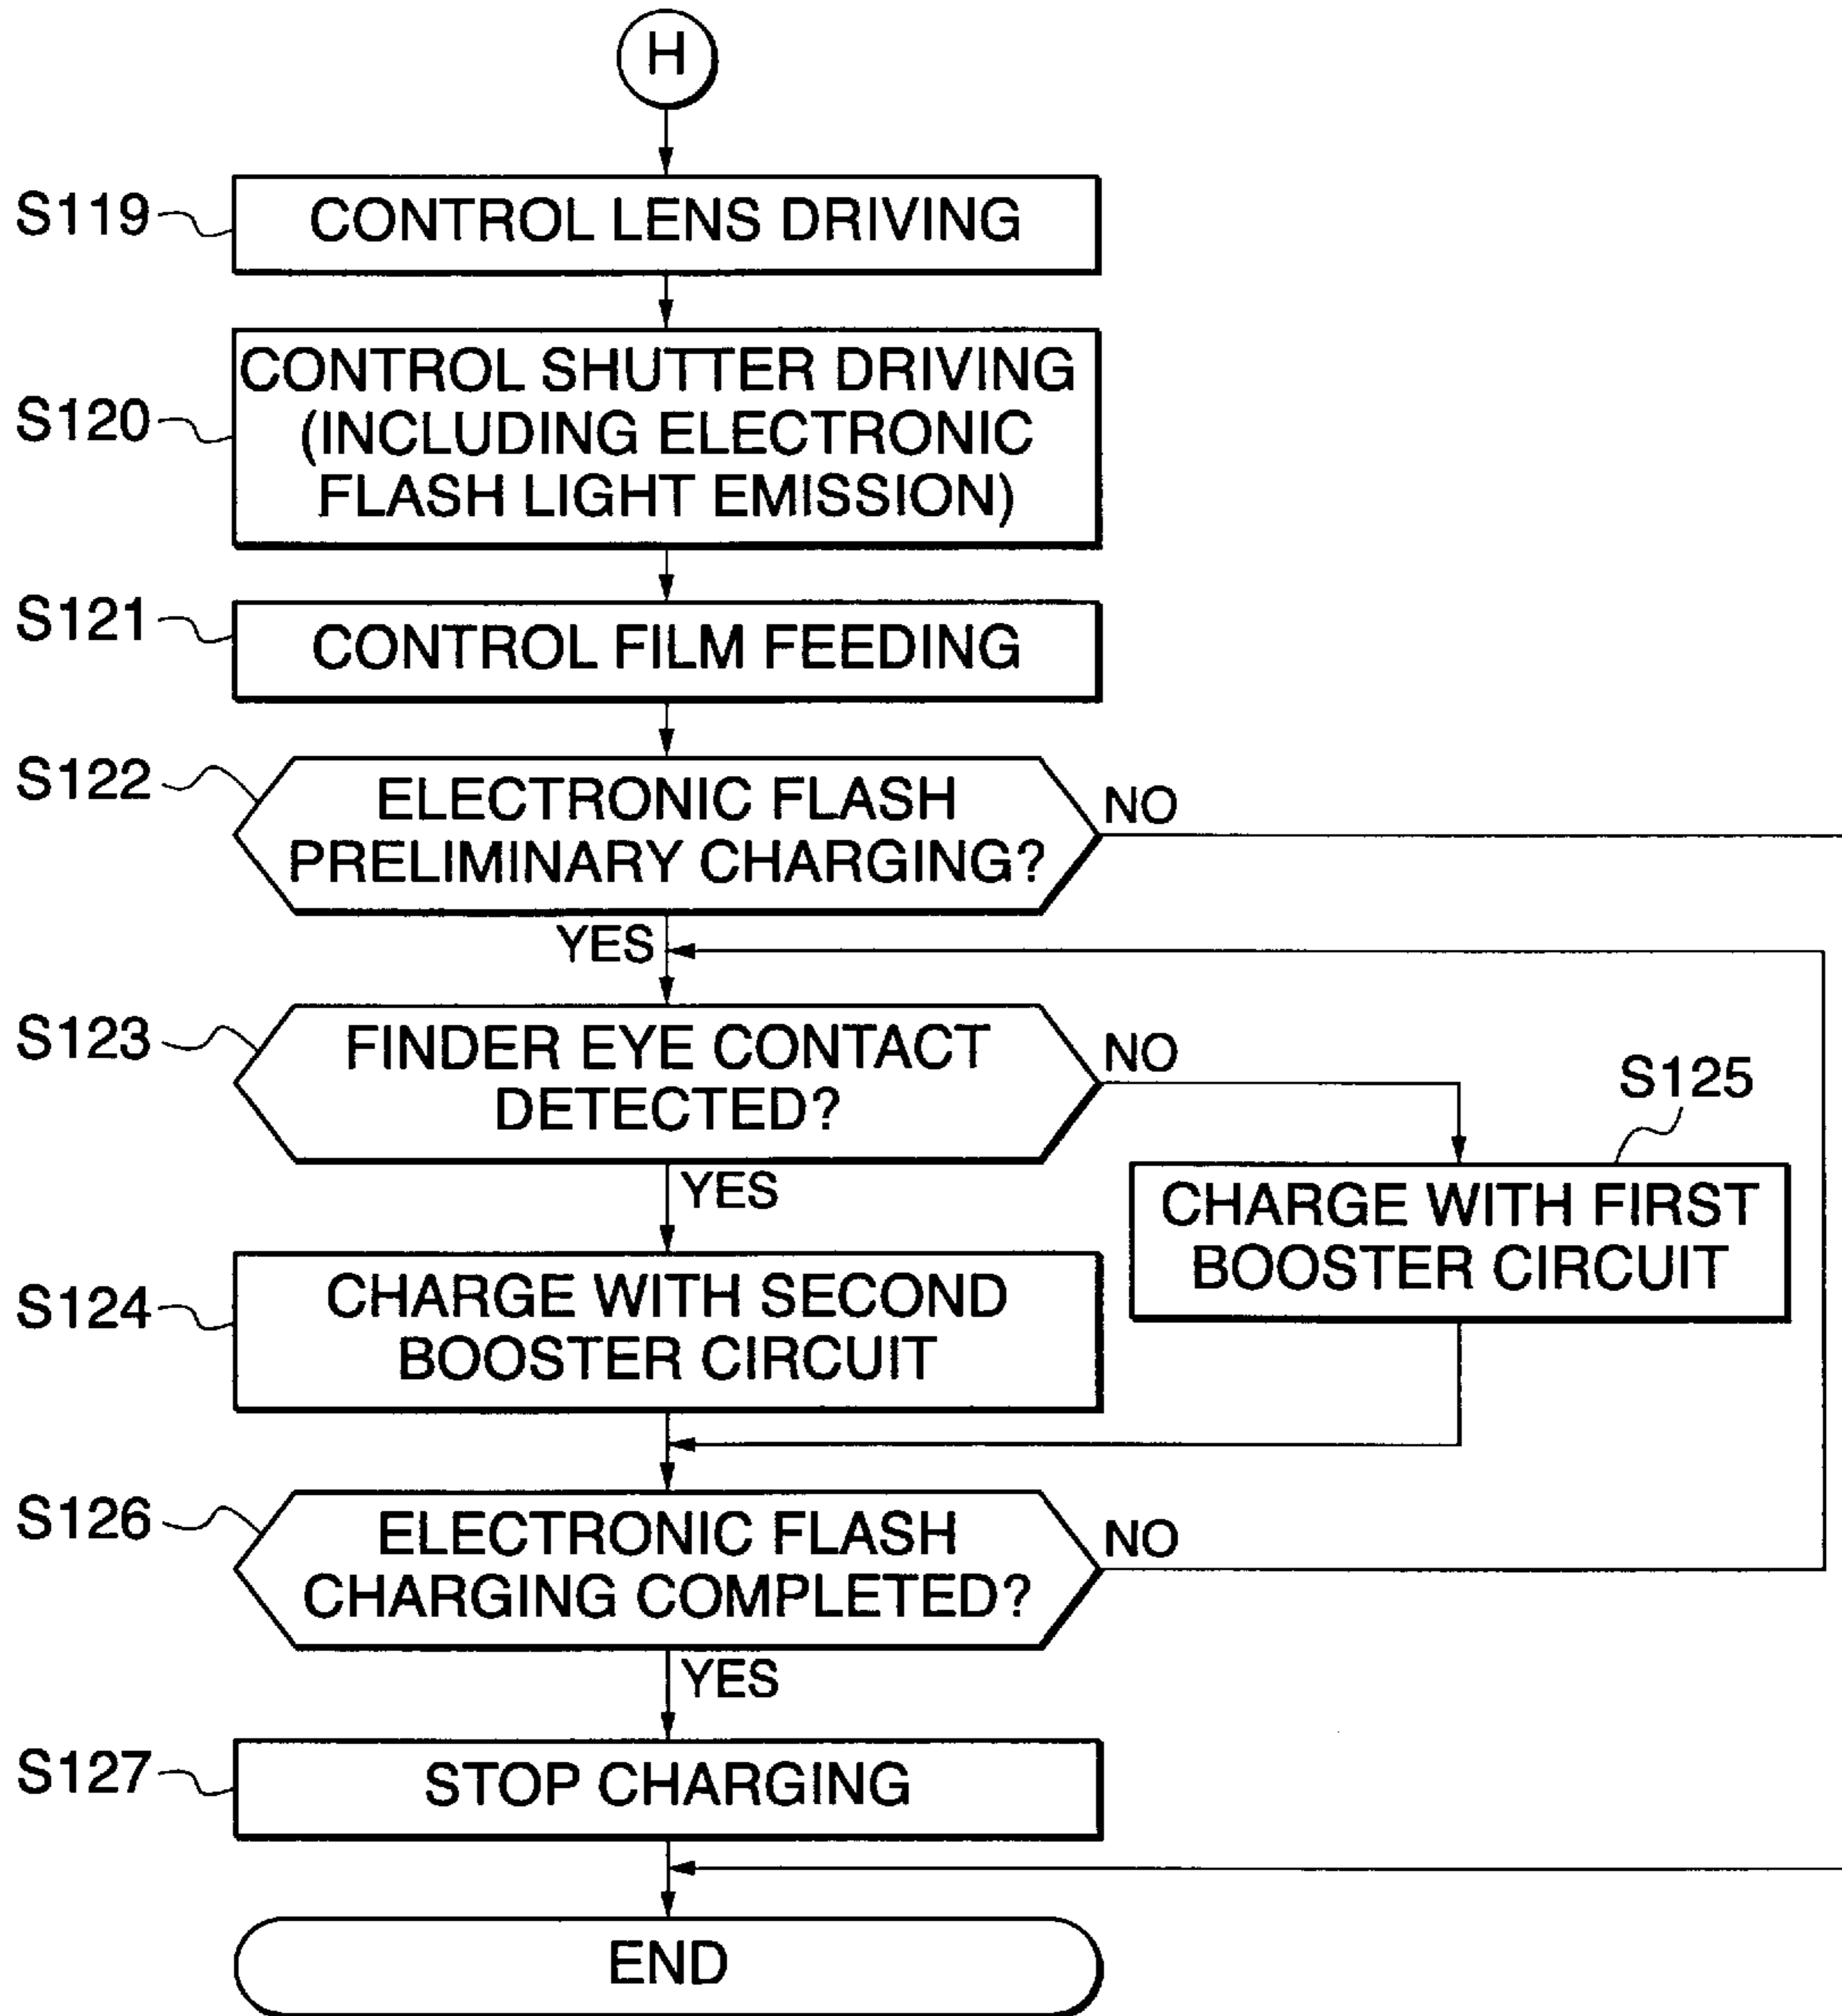 H
S119
CONTROL LENS DRIVING
S120
CONTROL SHUTTER DRIVING
(INCLUDING ELECTRONIC
FLASH LIGHT EMISSION)
S121
CONTROL FILM FEEDING
S122
ELECTRONIC FLASH
PRELIMINARY CHARGING?
NO
YES
S123
FINDER EYE CONTACT
DETECTED?
NO
YES
S125
CHARGE WITH FIRST
BOOSTER CIRCUIT
S124
CHARGE WITH SECOND
BOOSTER CIRCUIT
S126
ELECTRONIC FLASH
CHARGING COMPLETED?
NO
YES
S127
STOP CHARGING
END